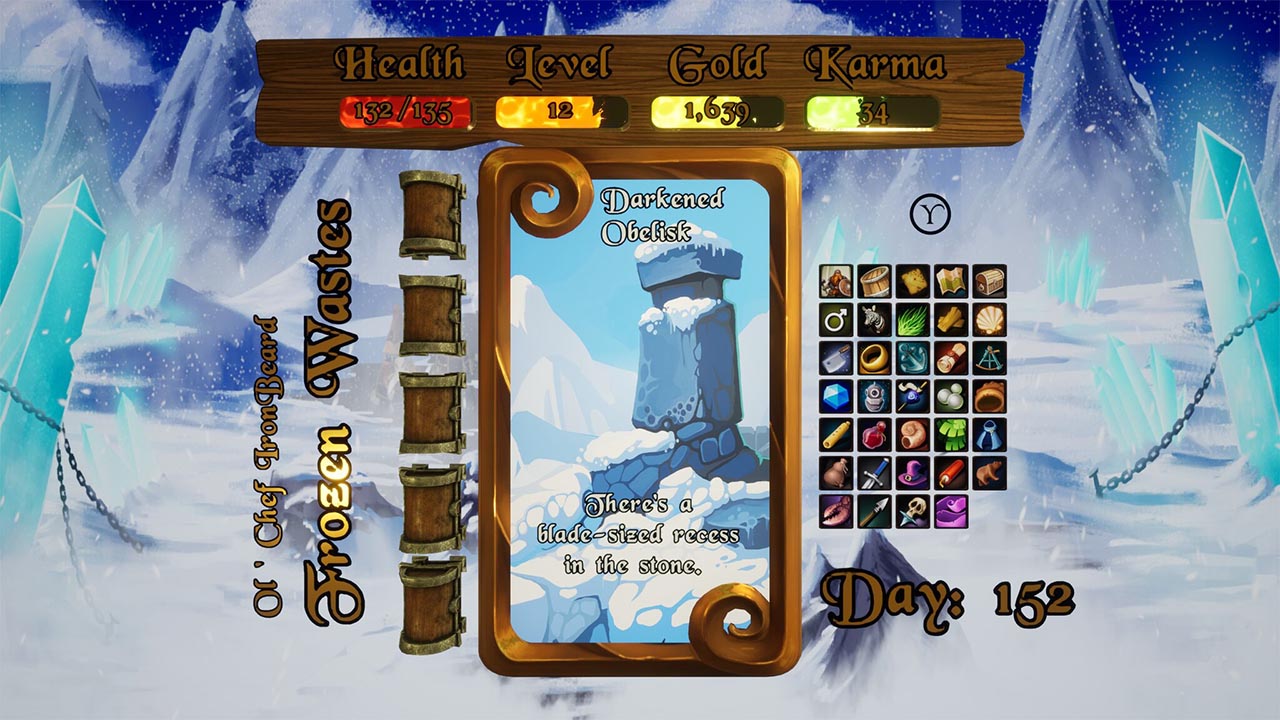 Health Level Gold Karma
132/135 12 1,639 34
Ol' Chef IronBeard
Frozen Wastes
Darkened
Obelisk
There's a
blade-sized recess
in the stone.
Y
Day: 152